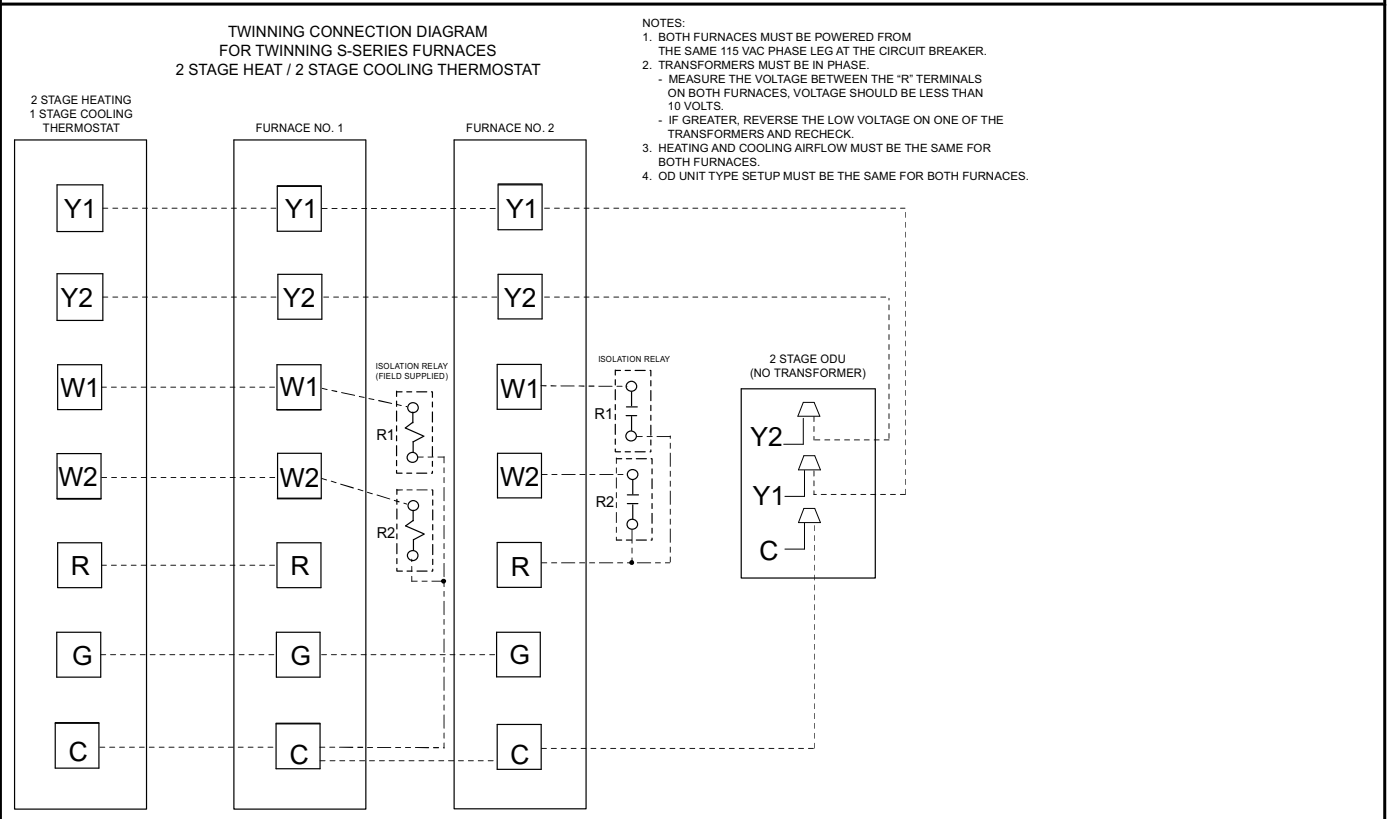 TWINNING CONNECTION DIAGRAM
FOR TWINNING S-SERIES FURNACES
2 STAGE HEAT / 2 STAGE COOLING THERMOSTAT
NOTES:
1. BOTH FURNACES MUST BE POWERED FROM
THE SAME 115 VAC PHASE LEG AT THE CIRCUIT BREAKER.
2. TRANSFORMERS MUST BE IN PHASE.
- MEASURE THE VOLTAGE BETWEEN THE “R” TERMINALS
ON BOTH FURNACES, VOLTAGE SHOULD BE LESS THAN
10 VOLTS.
- IF GREATER, REVERSE THE LOW VOLTAGE ON ONE OF THE
TRANSFORMERS AND RECHECK.
3. HEATING AND COOLING AIRFLOW MUST BE THE SAME FOR
BOTH FURNACES.
4. OD UNIT TYPE SETUP MUST BE THE SAME FOR BOTH FURNACES.
2 STAGE HEATING
1 STAGE COOLING
THERMOSTAT
Y1
Y2
W1
W2
R
G
C
FURNACE NO. 1
Y1
Y2
W1
W2
R
G
C
ISOLATION RELAY
(FIELD SUPPLIED)
R1
R2
FURNACE NO. 2
Y1
Y2
W1
W2
R
G
C
ISOLATION RELAY
R1
R2
2 STAGE ODU
(NO TRANSFORMER)
Y2
Y1
C